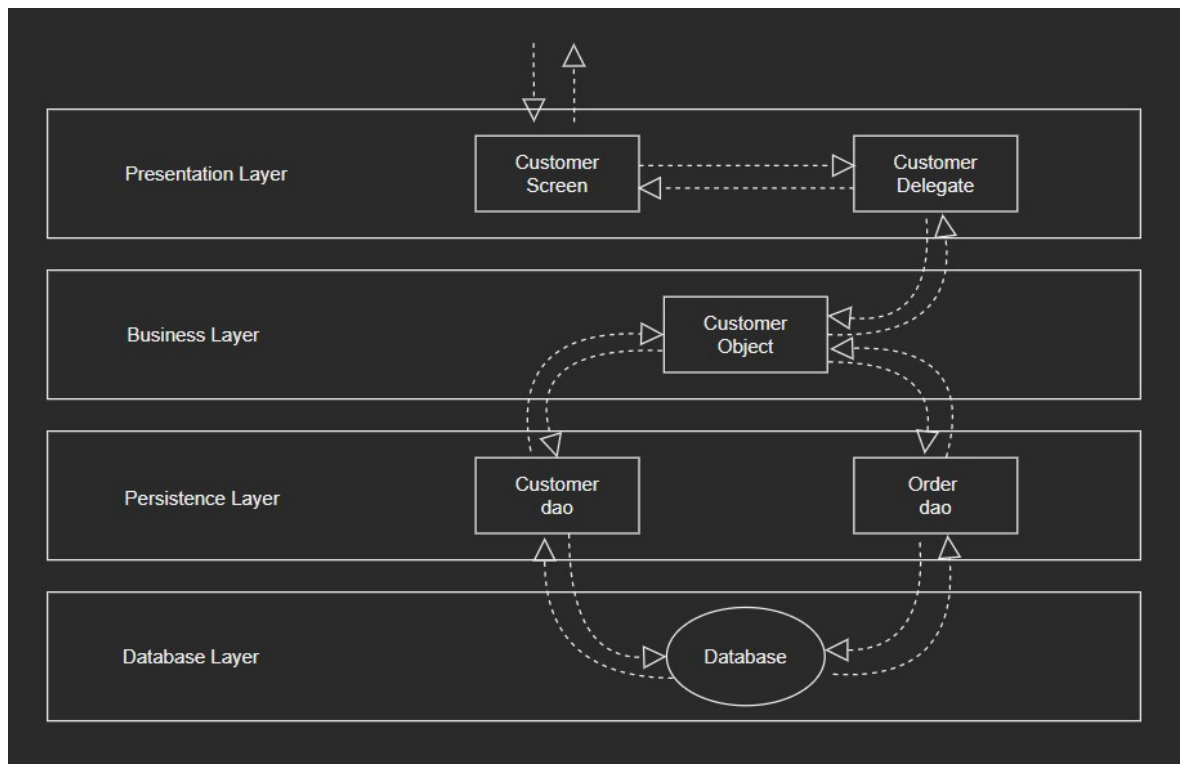 Presentation Layer
Customer
Screen
Customer
Delegate
Business Layer
Customer
Object
Persistence Layer
Customer
dao
Order
dao
Database Layer
Database